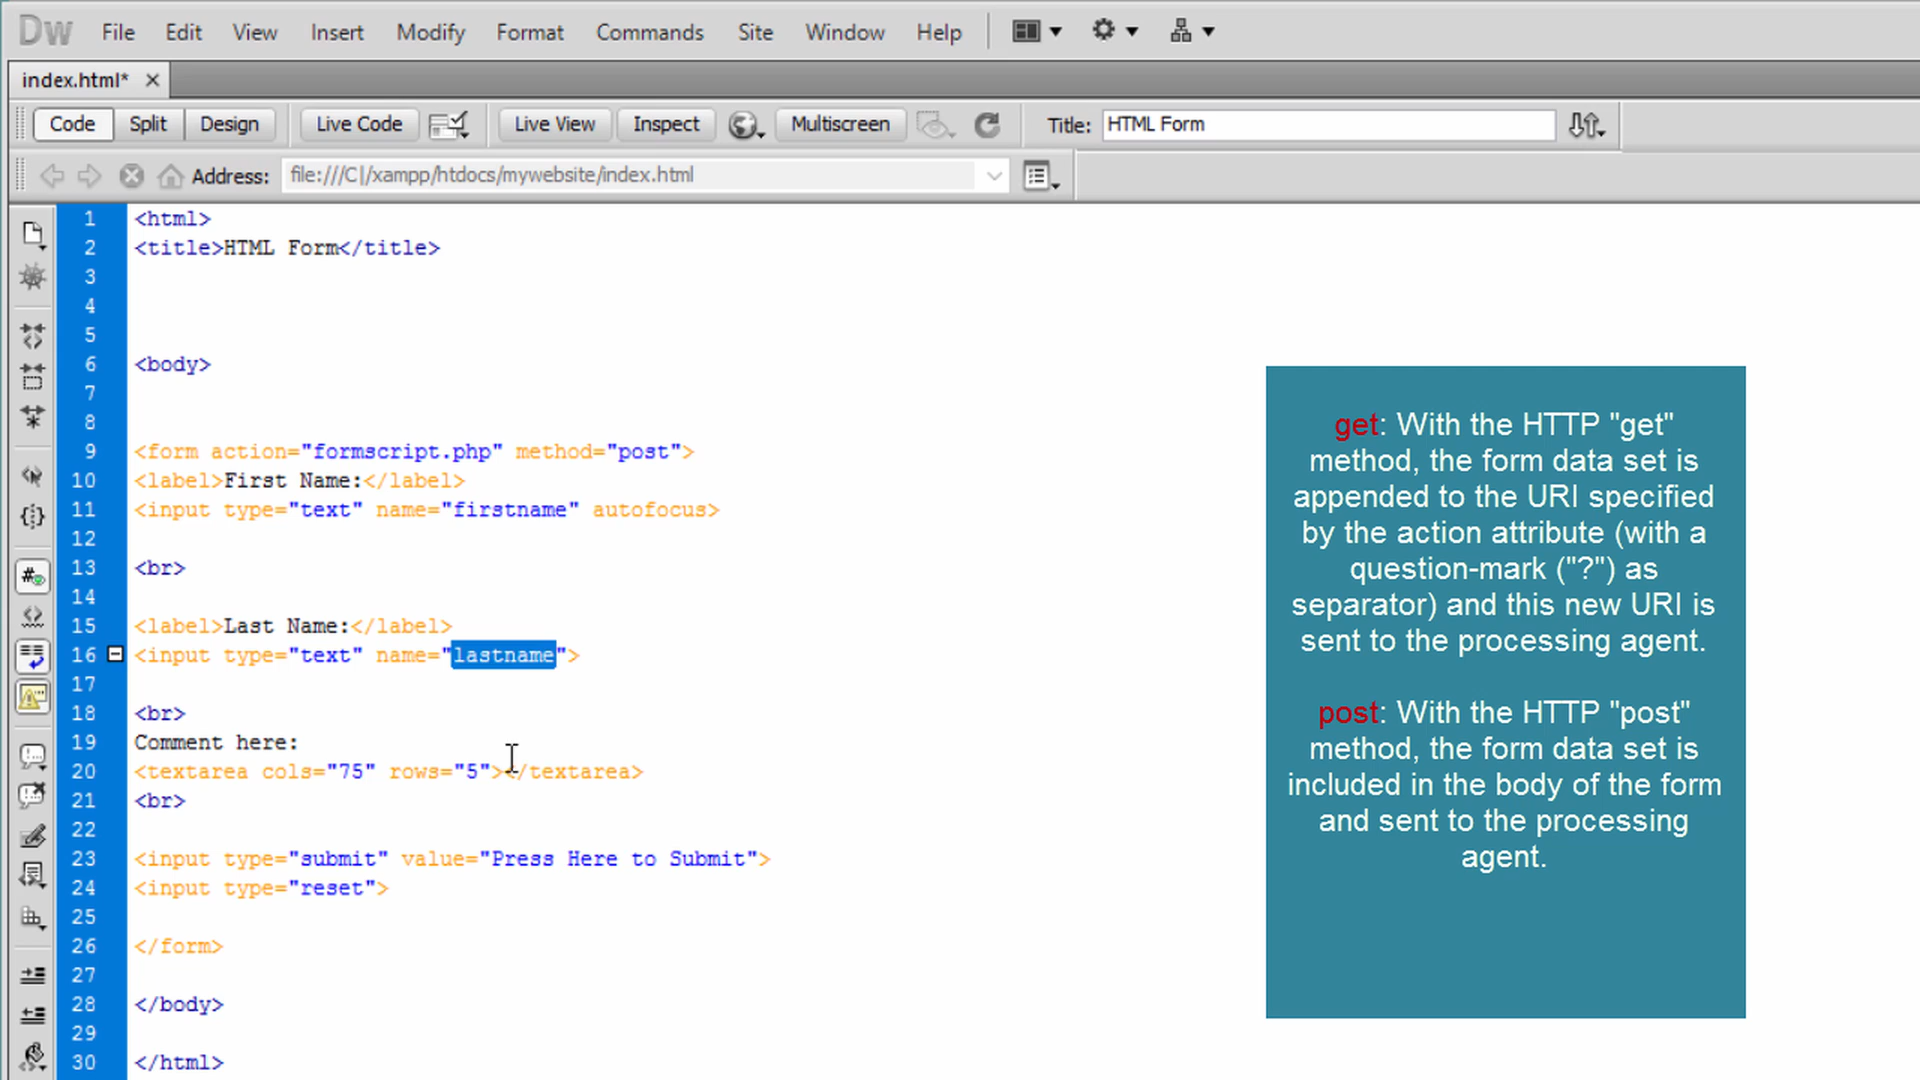 Dw File Edit View Insert Modify Format Commands Site Window Help
index.html*
Code Split Design Live Code Live View Inspect Multiscreen Title: HTML Form
Address: file:///C|/xampp/htdocs/mywebsite/index.html
1 <html>
2 <title>HTML Form</title>
3
4
5
6 <body>
7
8
9 <form action="formscript.php" method="post">
10 <label>First Name:</label>
11 <input type="text" name="firstname" autofocus>
12
13 <br>
14
15 <label>Last Name:</label>
16 <input type="text" name="lastname">
17
18 <br>
19 Comment here:
20 <textarea cols="75" rows="5"></textarea>
21 <br>
22
23 <input type="submit" value="Press Here to Submit">
24 <input type="reset">
25
26 </form>
27
28 </body>
29
30 </html>
get: With the HTTP "get"
method, the form data set is
appended to the URI specified
by the action attribute (with a
question-mark ("?") as
separator) and this new URI is
sent to the processing agent.
post: With the HTTP "post"
method, the form data set is
included in the body of the form
and sent to the processing
agent.